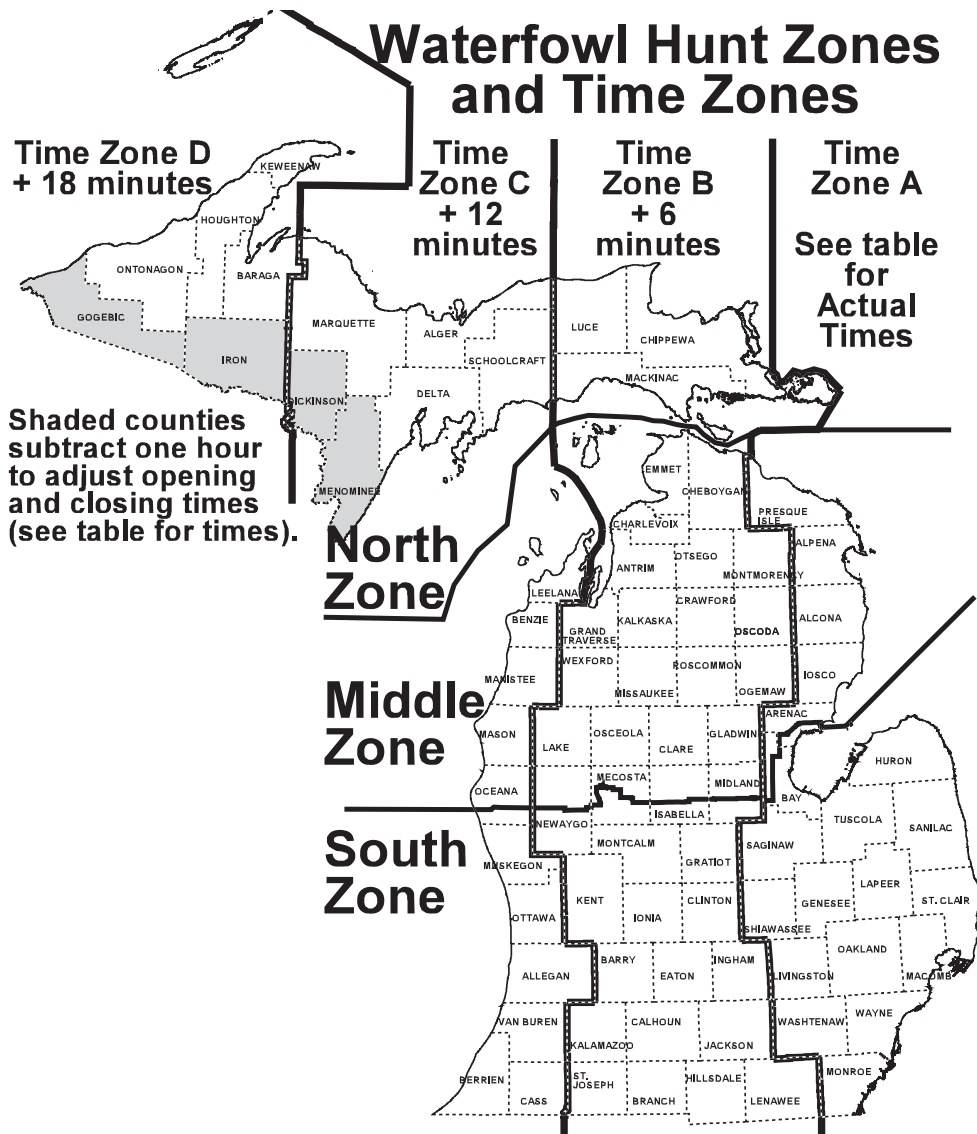 Waterfowl Hunt Zones
and Time Zones
Time Zone D
+ 18 minutes
Time
Zone C
+ 12
minutes
Time
Zone B
+ 6
minutes
Time
Zone A
See table
for
Actual
Times
KEWEENAW
HOUGHTON
ONTONAGON
BARAGA
GOGEBIC
IRON
MARQUETTE
ALGER
SCHOOLCRAFT
LUCE
CHIPPEWA
MACKINAC
DICKINSON
DELTA
MENOMINEE
Shaded counties
subtract one hour
to adjust opening
and closing times
(see table for times).
North
Zone
EMMET
CHEBOYGAN
PRESQUE
ISLE
CHARLEVOIX
ALPENA
OTSEGO
ANTRIM
MONTMORENCY
LEELANA
CRAWFORD
BENZIE
KALKASKA
GRAND
TRAVERSE
OSCODA
ALCONA
WEXFORD
ROSCOMMON
MANISTEE
MISSAUKEE
OGEMAW
IOSCO
Middle
Zone
ARENAC
MASON
LAKE
OSCEOLA
CLARE
GLADWIN
HURON
OCEANA
MECOSTA
MIDLAND
BAY
NEWAYGO
ISABELLA
South
Zone
MONTCALM
GRATIOT
SAGINAW
TUSCOLA
SANILAC
MUSKEGON
KENT
IONIA
CLINTON
GENESEE
LAPEER
ST. CLAIR
OTTAWA
SHIAWASSEE
ALLEGAN
BARRY
EATON
INGHAM
LIVINGSTON
OAKLAND
MACOMB
VAN BUREN
KALAMAZOO
CALHOUN
JACKSON
WASHTENAW
WAYNE
BERRIEN
CASS
ST.
JOSEPH
BRANCH
HILLSDALE
LENAWEE
MONROE